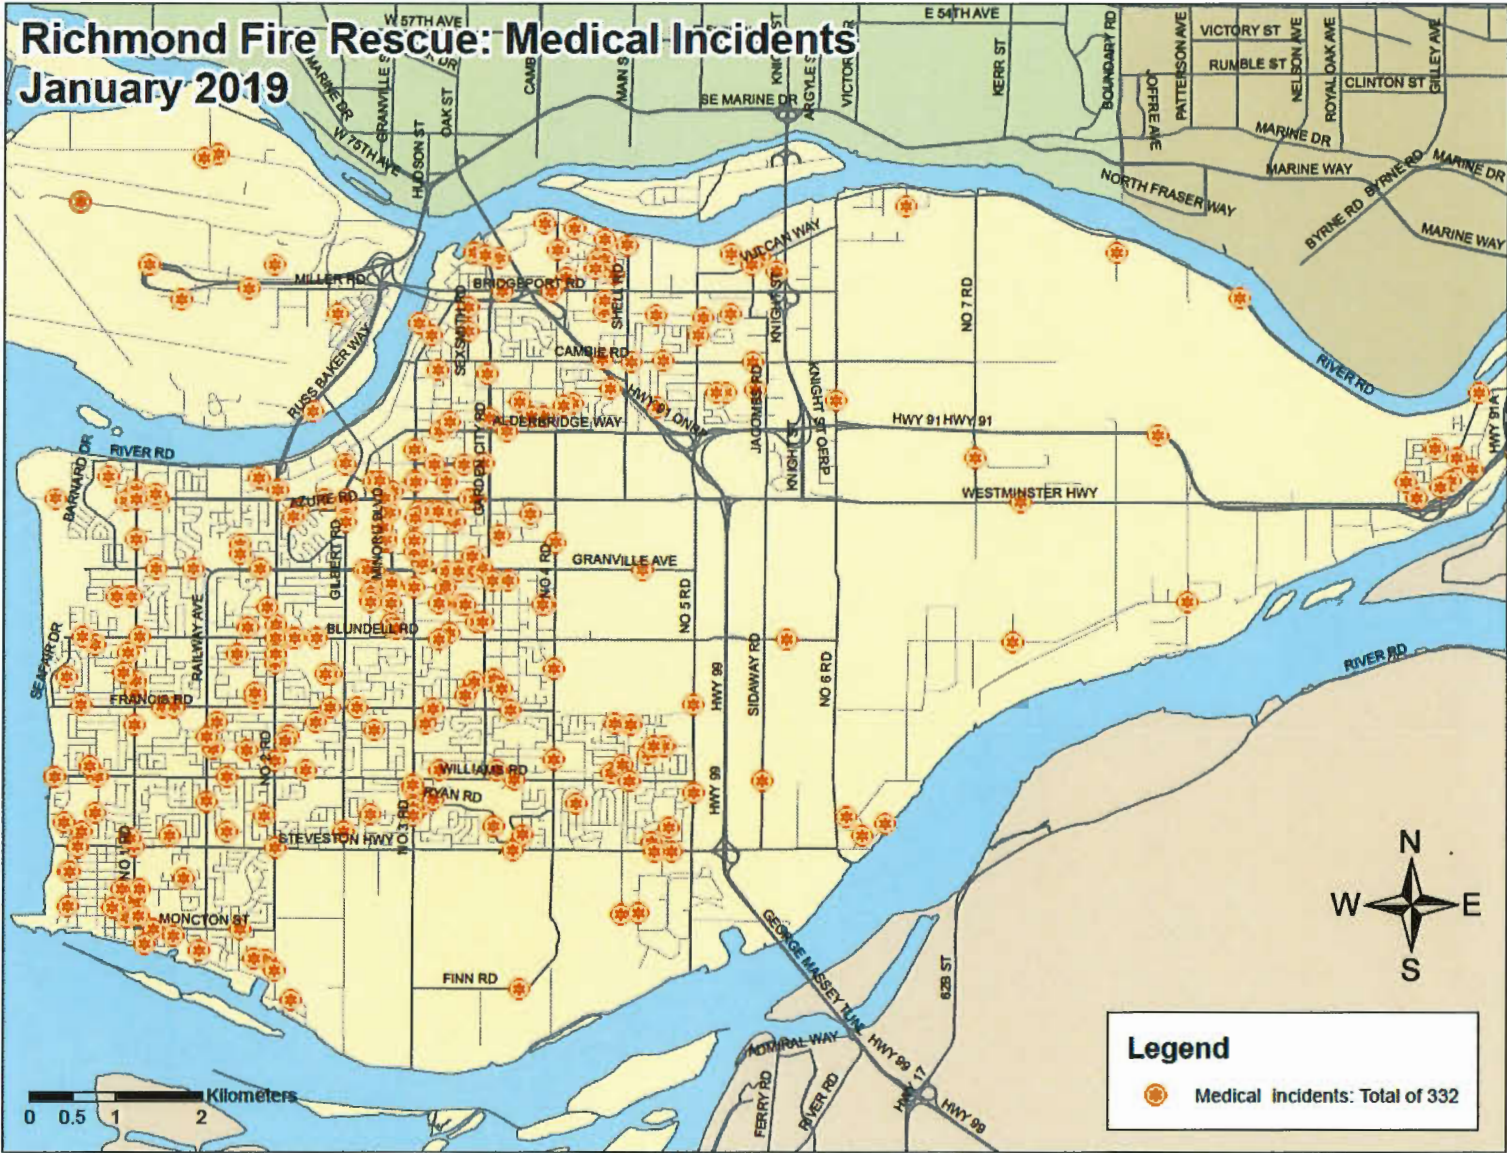 Richmond Fire Rescue: Medical Incidents
January 2019
W 57TH AVE
E 54TH AVE
VICTORY ST
RUMBLE ST
CLINTON ST
BOUNDARY RD
JOFFRE AVE
PATTERSON AVE
NELSON AVE
ROYAL OAK AVE
GILLEY AVE
MARINE DR
GRANVILLE S
OAK ST
CAMB
MAIN S
KNIGHT ST
ARGYLE S
VICTOR
KERR ST
SE MARINE DR
W 75TH AVE
HUDSON ST
MARINE DR
MARINE WAY
BYRNE RD
MARINE DR
NORTH FRASER WAY
BYRNE RD
MARINE WAY
VULCAN WAY
MILLER RD
BRIDGEPORT RD
SHELL RD
KNIGHT ST
NO 7 RD
SEXSMITH RD
CAMBIE RD
RUSS BAKER WAY
HWY 91 ONRP
JACOMBS RD
KNIGHT ST OFRP
KNIGHT ST
RIVER RD
HWY 91A
ALDERBRIDGE WAY
HWY 91 HWY 91
GARDEN CITY RD
BARNARD DR
RIVER RD
AZURE RD
WESTMINSTER HWY
MINORU BLVD
GILBERT RD
NO 4 RD
GRANVILLE AVE
NO 5 RD
RAILWAY AVE
BLUNDELL RD
SEAFAIR DR
FRANCIS RD
HWY 99
SIDAWAY RD
NO 6 RD
RIVER RD
NO 2 RD
WILLIAMS RD
HWY 99
RYAN RD
NO 3 RD
NO 1 RD
STEVESTON HWY
MONCTON ST
FINN RD
GEORGE MASSEY TUNL
62B ST
ADMIRAL WAY
HWY 99
HWY 17
HWY 99
FERRY RD
RIVER RD
N
W
E
S
Kilometers
0 0.5 1 2
Legend
Medical incidents: Total of 332